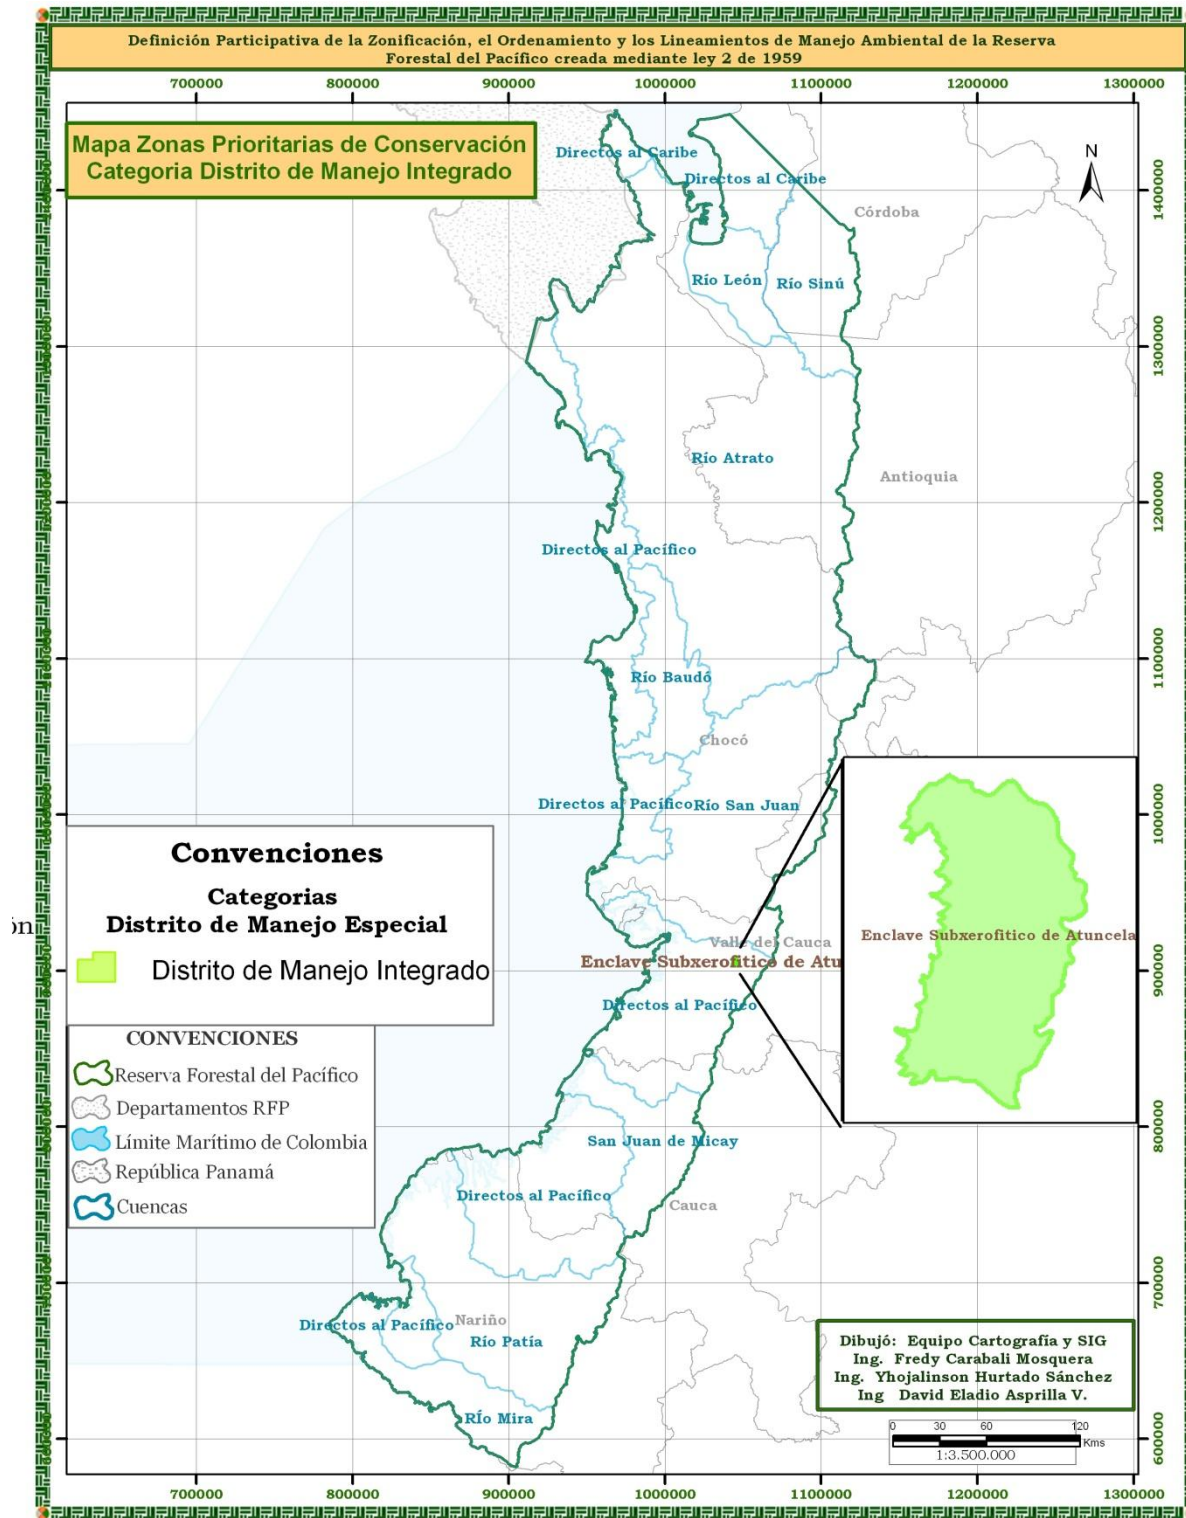 Definición Participativa de la Zonificación, el Ordenamiento y los Lineamientos de Manejo Ambiental de la Reserva
Forestal del Pacífico creada mediante ley 2 de 1959
700000 800000 900000 1000000 1100000 1200000 1300000
Mapa Zonas Prioritarias de Conservación
Categoria Distrito de Manejo Integrado
N
Directos al Caribe
Directos al Caribe
1400000
Córdoba
Río León
Río Sinú
1300000
Río Atrato
Antioquia
1200000
Directos al Pacífico
1100000
Río Baudó
Chocó
Directos al Pacífico
Río San Juan
1000000
Convenciones
Categorias
Distrito de Manejo Especial
Distrito de Manejo Integrado
ón
Valle del Cauca
Enclave Subxerofitico de Atu
Enclave Subxerofitico de Atuncela
900000
Directos al Pacífico
CONVENCIONES
Reserva Forestal del Pacífico
Departamentos RFP
Límite Marítimo de Colombia
República Panamá
Cuencas
800000
San Juan de Micay
Directos al Pacífico
Cauca
700000
Directos al Pacífico
Nariño
Río Patía
RÍo Mira
Dibujó: Equipo Cartografía y SIG
Ing. Fredy Carabali Mosquera
Ing. Yhojalinson Hurtado Sánchez
Ing David Eladio Asprilla V.
0 30 60 120
Kms
1:3.500.000
600000
700000 800000 900000 1000000 1100000 1200000 1300000